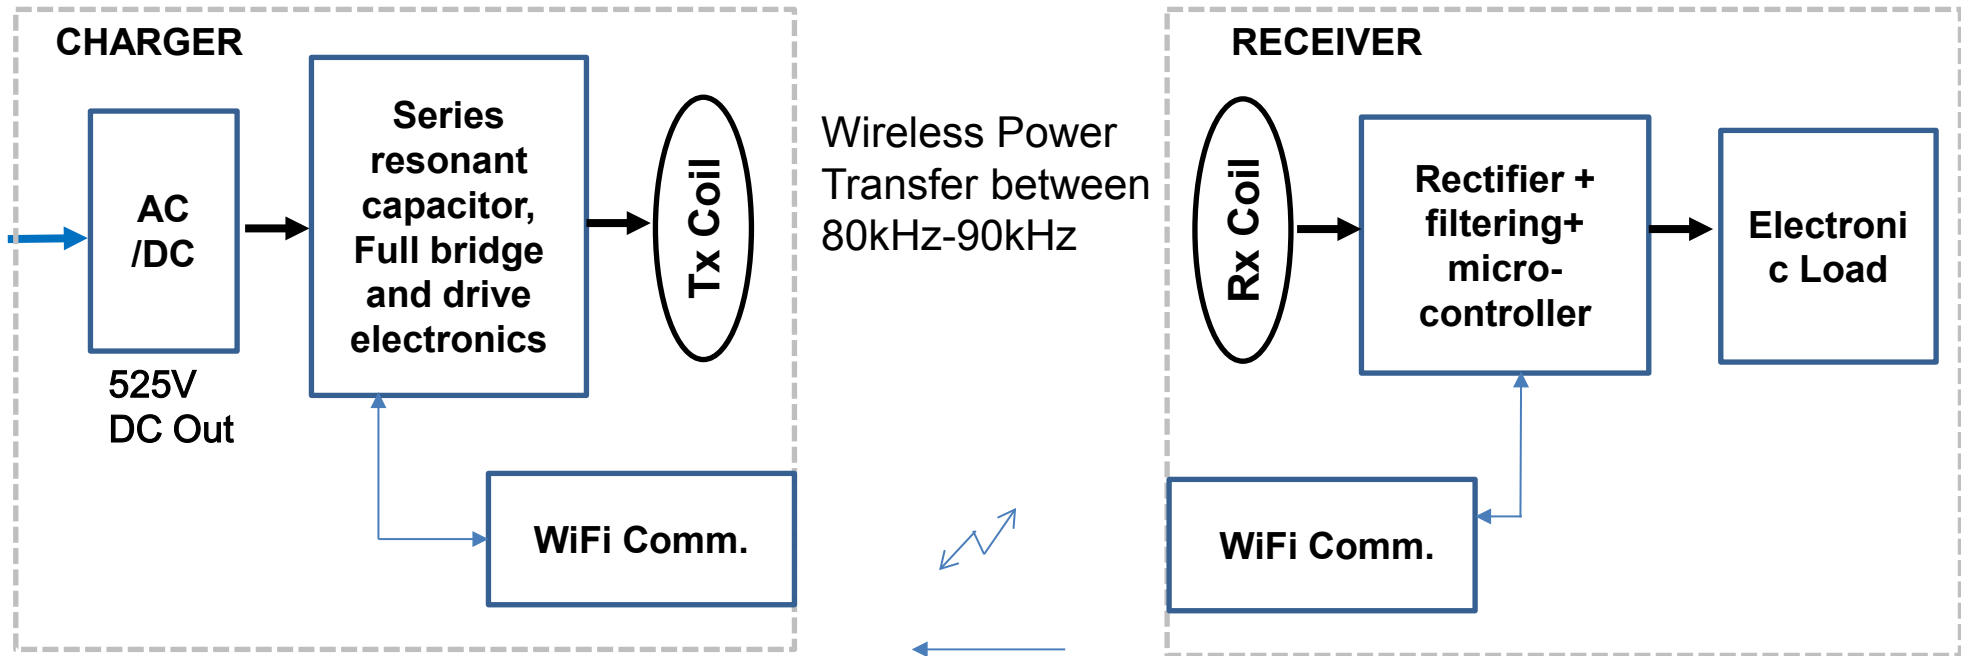 CHARGER
AC
/DC
525V
DC Out
Series
resonant
capacitor,
Full bridge
and drive
electronics
Tx Coil
WiFi Comm.
Wireless Power
Transfer between
80kHz-90kHz
RECEIVER
Rx Coil
Rectifier +
filtering+
micro-
controller
Electroni
c Load
WiFi Comm.